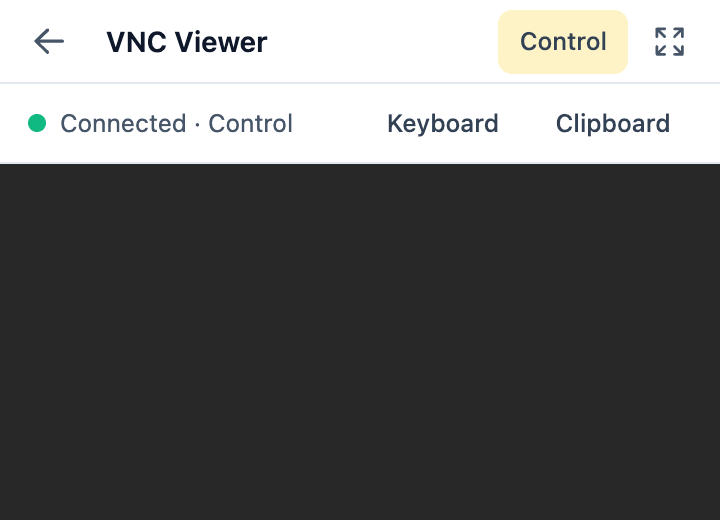 VNC Viewer
Control
Connected · Control
Keyboard
Clipboard